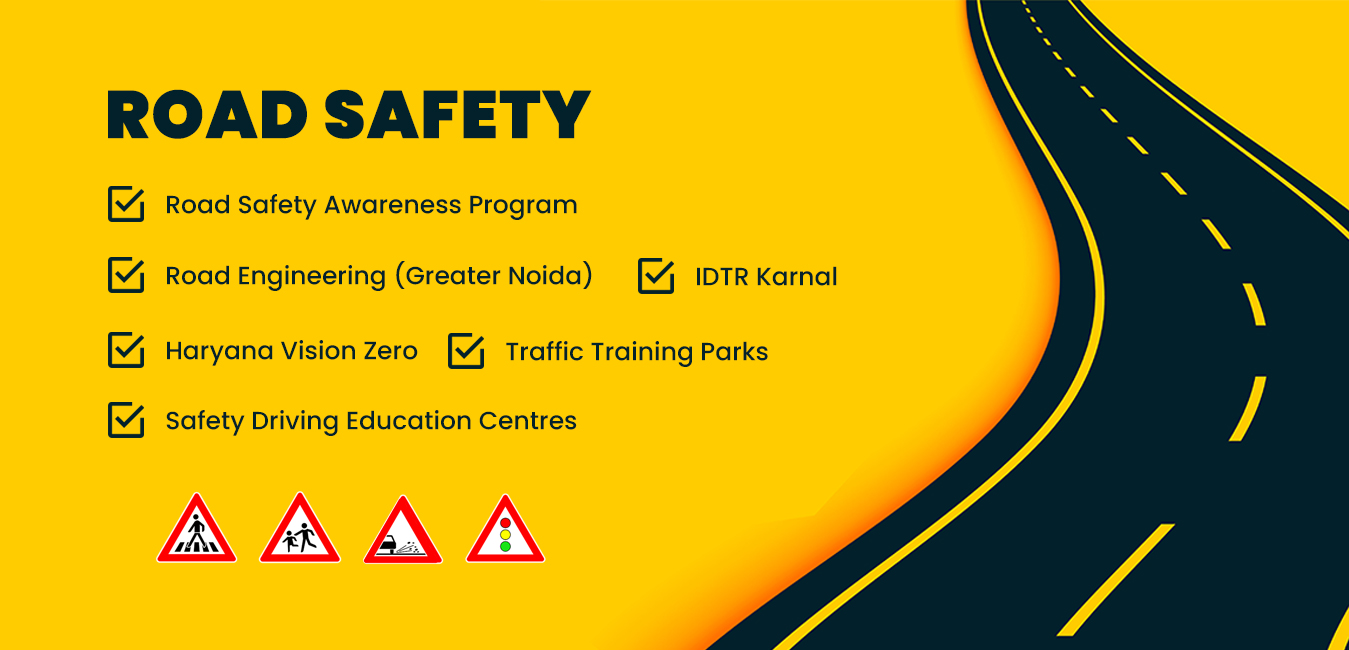 ROAD SAFETY
Road Safety Awareness Program
Road Engineering (Greater Noida) IDTR Karnal
Haryana Vision Zero Traffic Training Parks
Safety Driving Education Centres